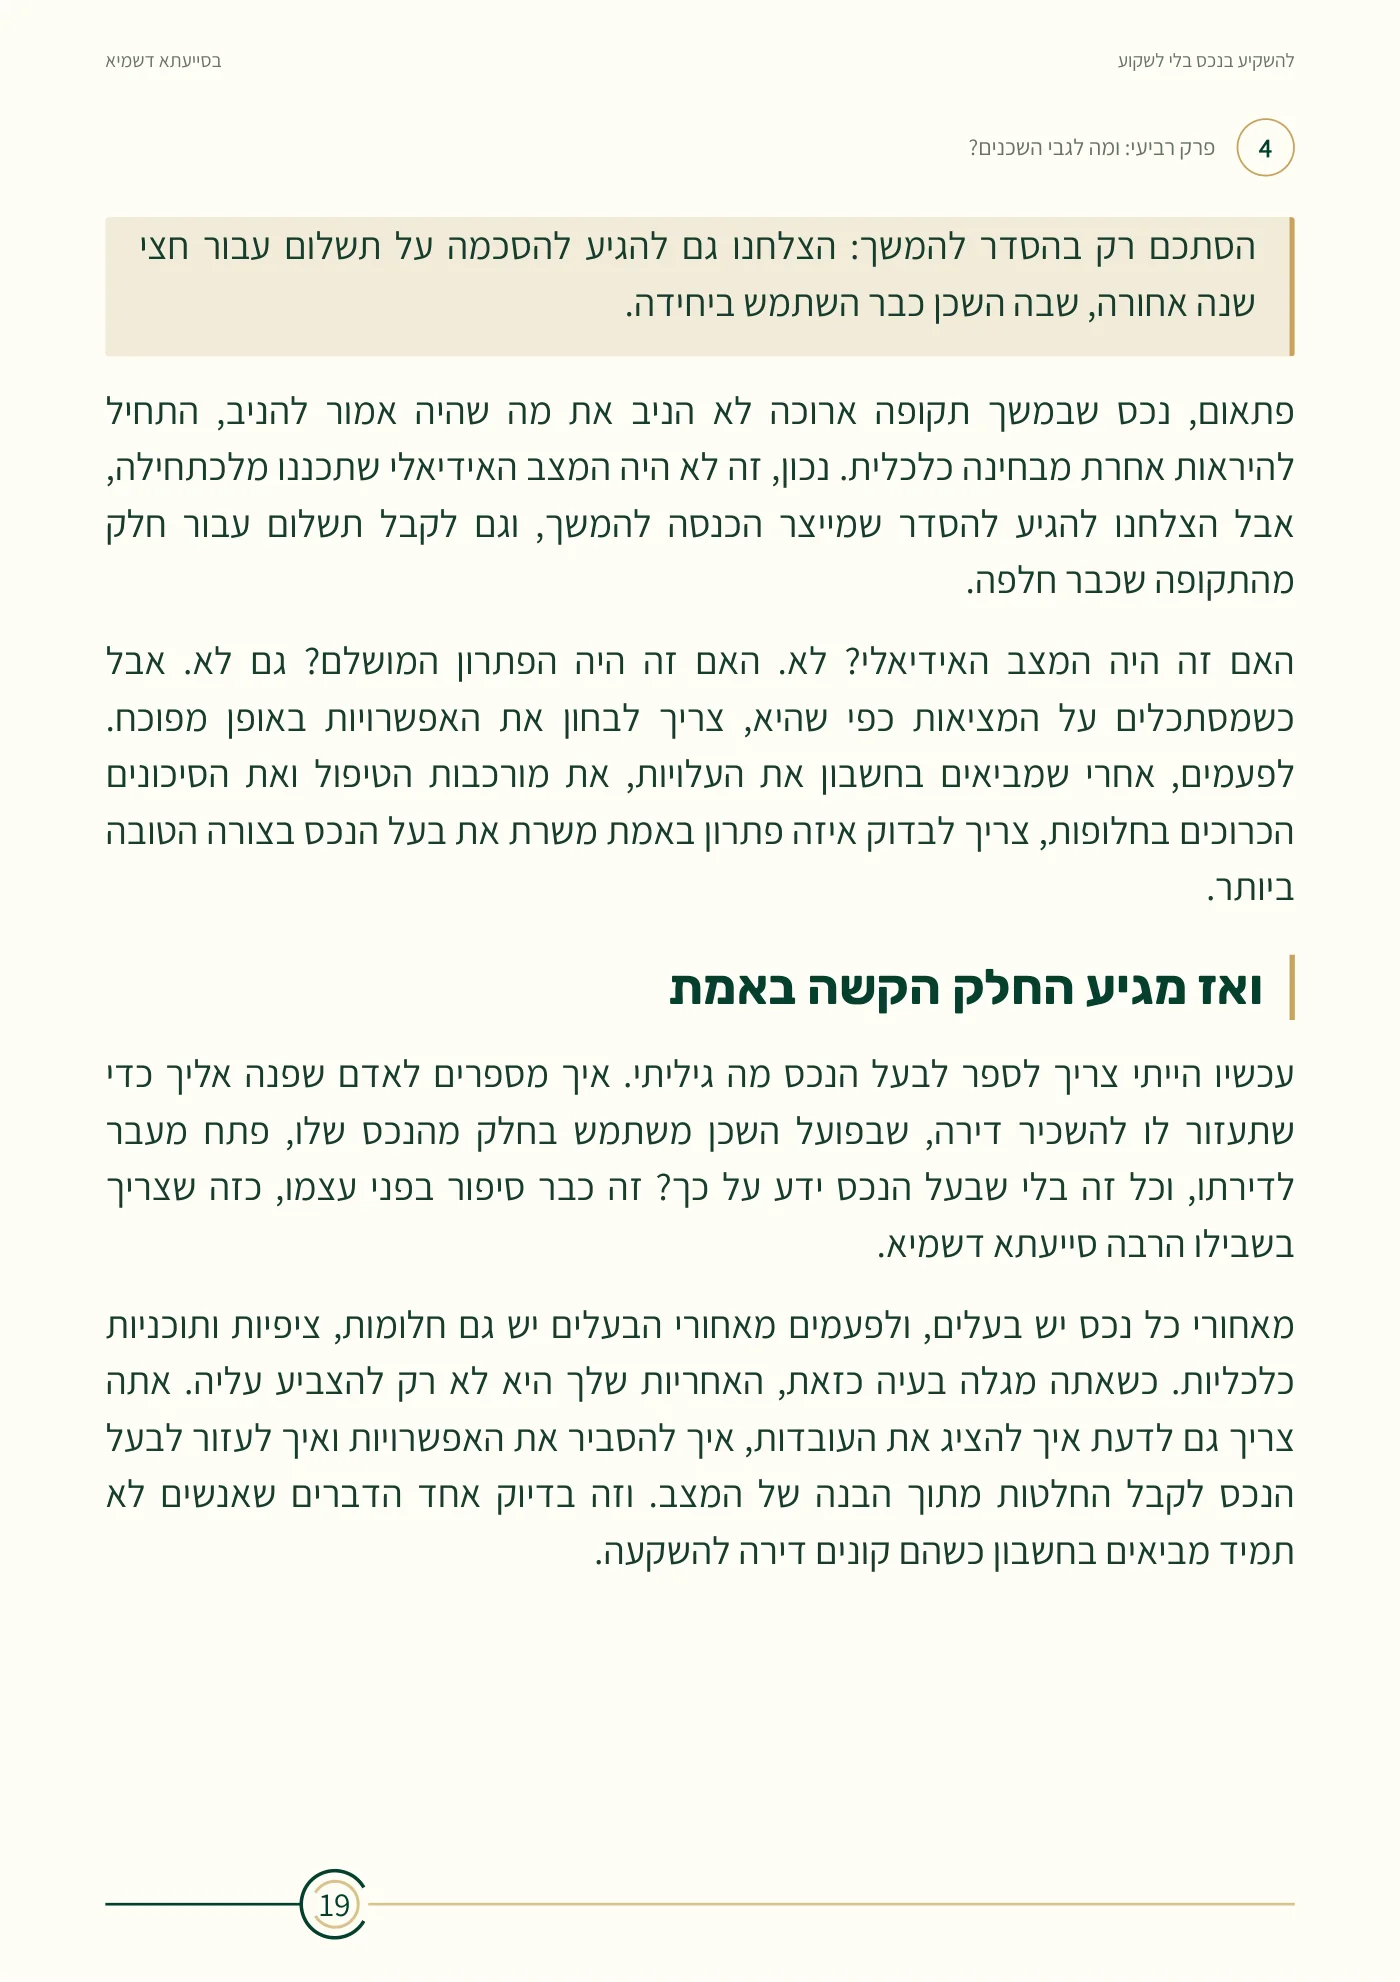 להשקיע בנכס בלי לשקוע
בסייעתא דשמיא
4
פרק רביעי: ומה לגבי השכנים?
הסתכם רק בהסדר להמשך: הצלחנו גם להגיע להסכמה על תשלום עבור חצי
שנה אחורה, שבה השכן כבר השתמש ביחידה.
פתאום, נכס שבמשך תקופה ארוכה לא הניב את מה שהיה אמור להניב, התחיל
להיראות אחרת מבחינה כלכלית. נכון, זה לא היה המצב האידיאלי שתכננו מלכתחילה,
אבל הצלחנו להגיע להסדר שמייצר הכנסה להמשך, וגם לקבל תשלום עבור חלק
מהתקופה שכבר חלפה.
האם זה היה המצב האידיאלי? לא. האם זה היה הפתרון המושלם? גם לא. אבל
כשמסתכלים על המציאות כפי שהיא, צריך לבחון את האפשרויות באופן מפוכח.
לפעמים, אחרי שמביאים בחשבון את העלויות, את מורכבות הטיפול ואת הסיכונים
הכרוכים בחלופות, צריך לבדוק איזה פתרון באמת משרת את בעל הנכס בצורה הטובה
ביותר.
ואז מגיע החלק הקשה באמת
עכשיו הייתי צריך לספר לבעל הנכס מה גיליתי. איך מספרים לאדם שפנה אליך כדי
שתעזור לו להשכיר דירה, שבפועל השכן משתמש בחלק מהנכס שלו, פתח מעבר
לדירתו, וכל זה בלי שבעל הנכס ידע על כך? זה כבר סיפור בפני עצמו, כזה שצריך
בשבילו הרבה סייעתא דשמיא.
מאחורי כל נכס יש בעלים, ולפעמים מאחורי הבעלים יש גם חלומות, ציפיות ותוכניות
כלכליות. כשאתה מגלה בעיה כזאת, האחריות שלך היא לא רק להצביע עליה. אתה
צריך גם לדעת איך להציג את העובדות, איך להסביר את האפשרויות ואיך לעזור לבעל
הנכס לקבל החלטות מתוך הבנה של המצב. וזה בדיוק אחד הדברים שאנשים לא
תמיד מביאים בחשבון כשהם קונים דירה להשקעה.
19